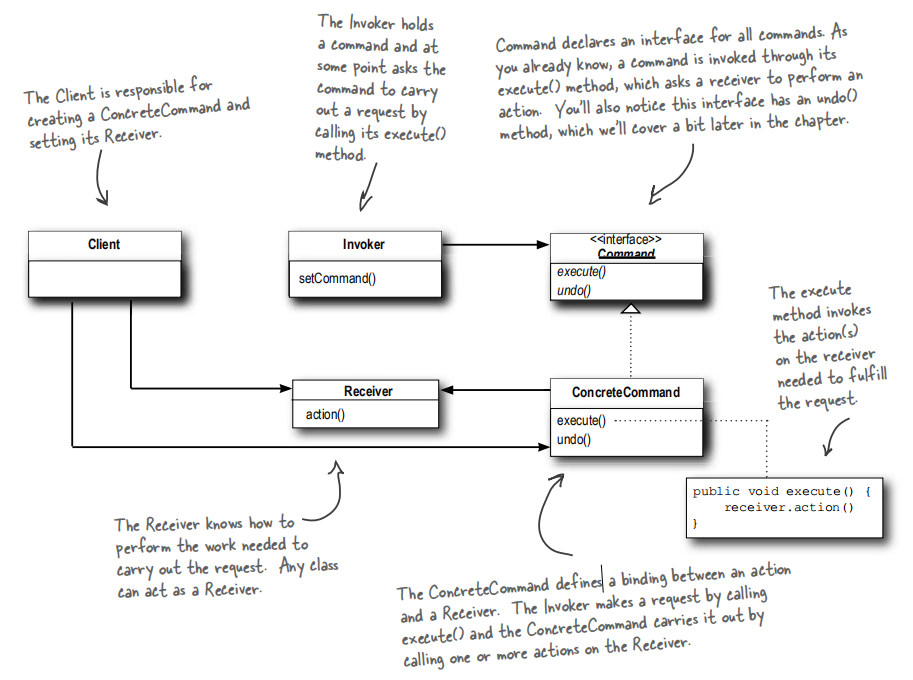 The Invoker holds
a command and at
some point asks the
command to carry
out a request by
calling its execute()
method.
Command declares an interface for all commands. As
you already know, a command is invoked through its
execute() method, which asks a receiver to perform an
action. You'll also notice this interface has an undo()
method, which we'll cover a bit later in the chapter.
The Client is responsible for
creating a ConcreteCommand and
setting its Receiver.
Client
Invoker
setCommand()
<<interface>>
Command
execute()
undo()
The execute
method invokes
the action(s)
on the receiver
needed to fulfill
the request.
Receiver
action()
ConcreteCommand
execute()
undo()
public void execute() {
receiver.action()
}
The Receiver knows how to
perform the work needed to
carry out the request. Any class
can act as a Receiver.
The ConcreteCommand defines a binding between an action
and a Receiver. The Invoker makes a request by calling
execute() and the ConcreteCommand carries it out by
calling one or more actions on the Receiver.